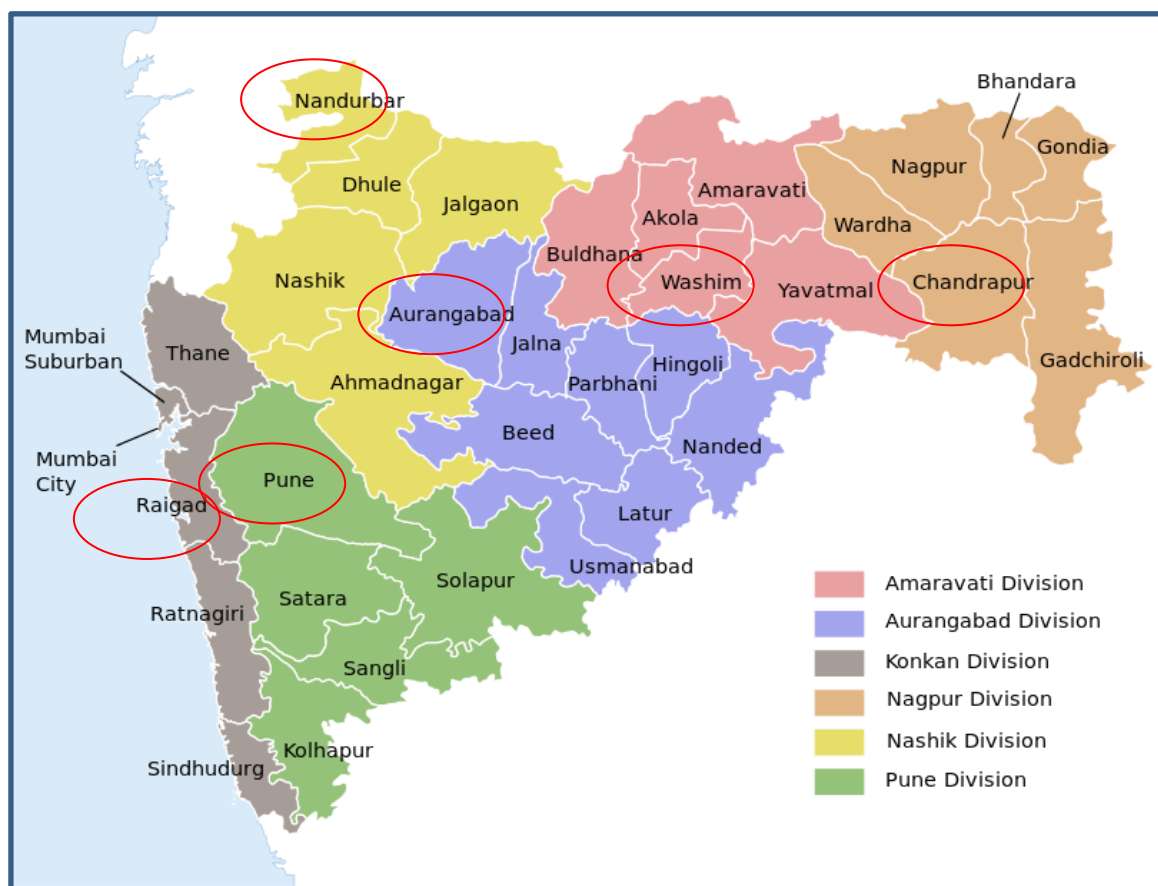 Bhandara
Nandurbar
Gondia
Nagpur
Dhule
Amaravati
Jalgaon
Akola
Wardha
Buldhana
Nashik
Washim
Chandrapur
Yavatmal
Aurangabad
Mumbai
Suburban
Thane
Jalna
Hingoli
Gadchiroli
Ahmadnagar
Parbhani
Beed
Nanded
Mumbai
City
Pune
Raigad
Latur
Usmanabad
Solapur
Satara
Ratnagiri
Sangli
Kolhapur
Sindhudurg
Amaravati Division
Aurangabad Division
Konkan Division
Nagpur Division
Nashik Division
Pune Division